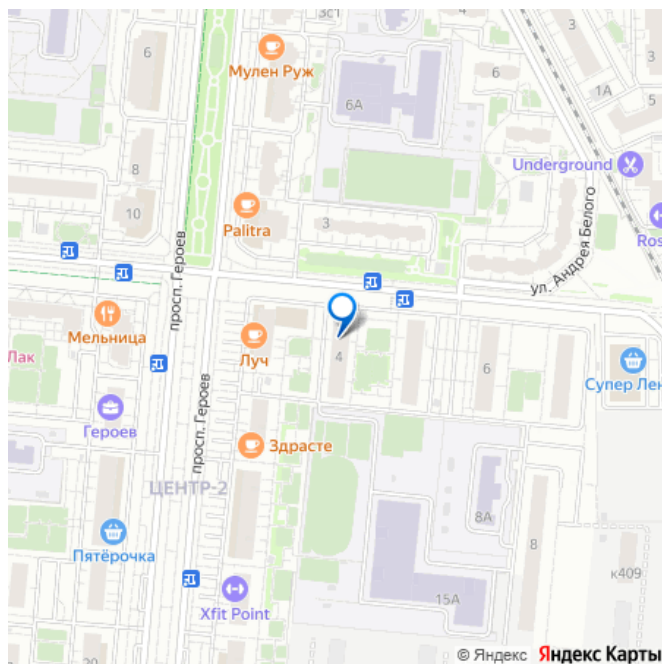 3с1
6
Мулен Руж
6
1А
5
6А
Underground
8
10
Palitra
3
Ros
просп. Героев
ул. Андрея Белого
Мельница
Лак
Луч
4
6
Супер Лен
просп. Героев
Героев
Здрасте
ЦЕНТР-2
8А
Пятёрочка
8
к409
Xfit Point
15А
20
© Яндекс Яндекс Карты